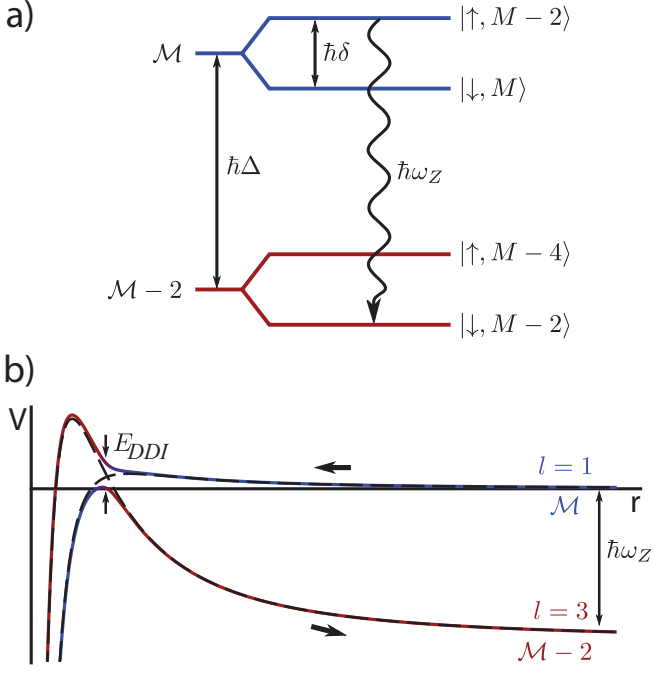 a)
|↑, M−2⟩
ℳ
ħδ
|↓, M⟩
ħΔ
ħω_Z
|↑, M−4⟩
ℳ−2
|↓, M−2⟩
b)
V
E_DDI
l=1
ℳ
r
ħω_Z
l=3
ℳ−2